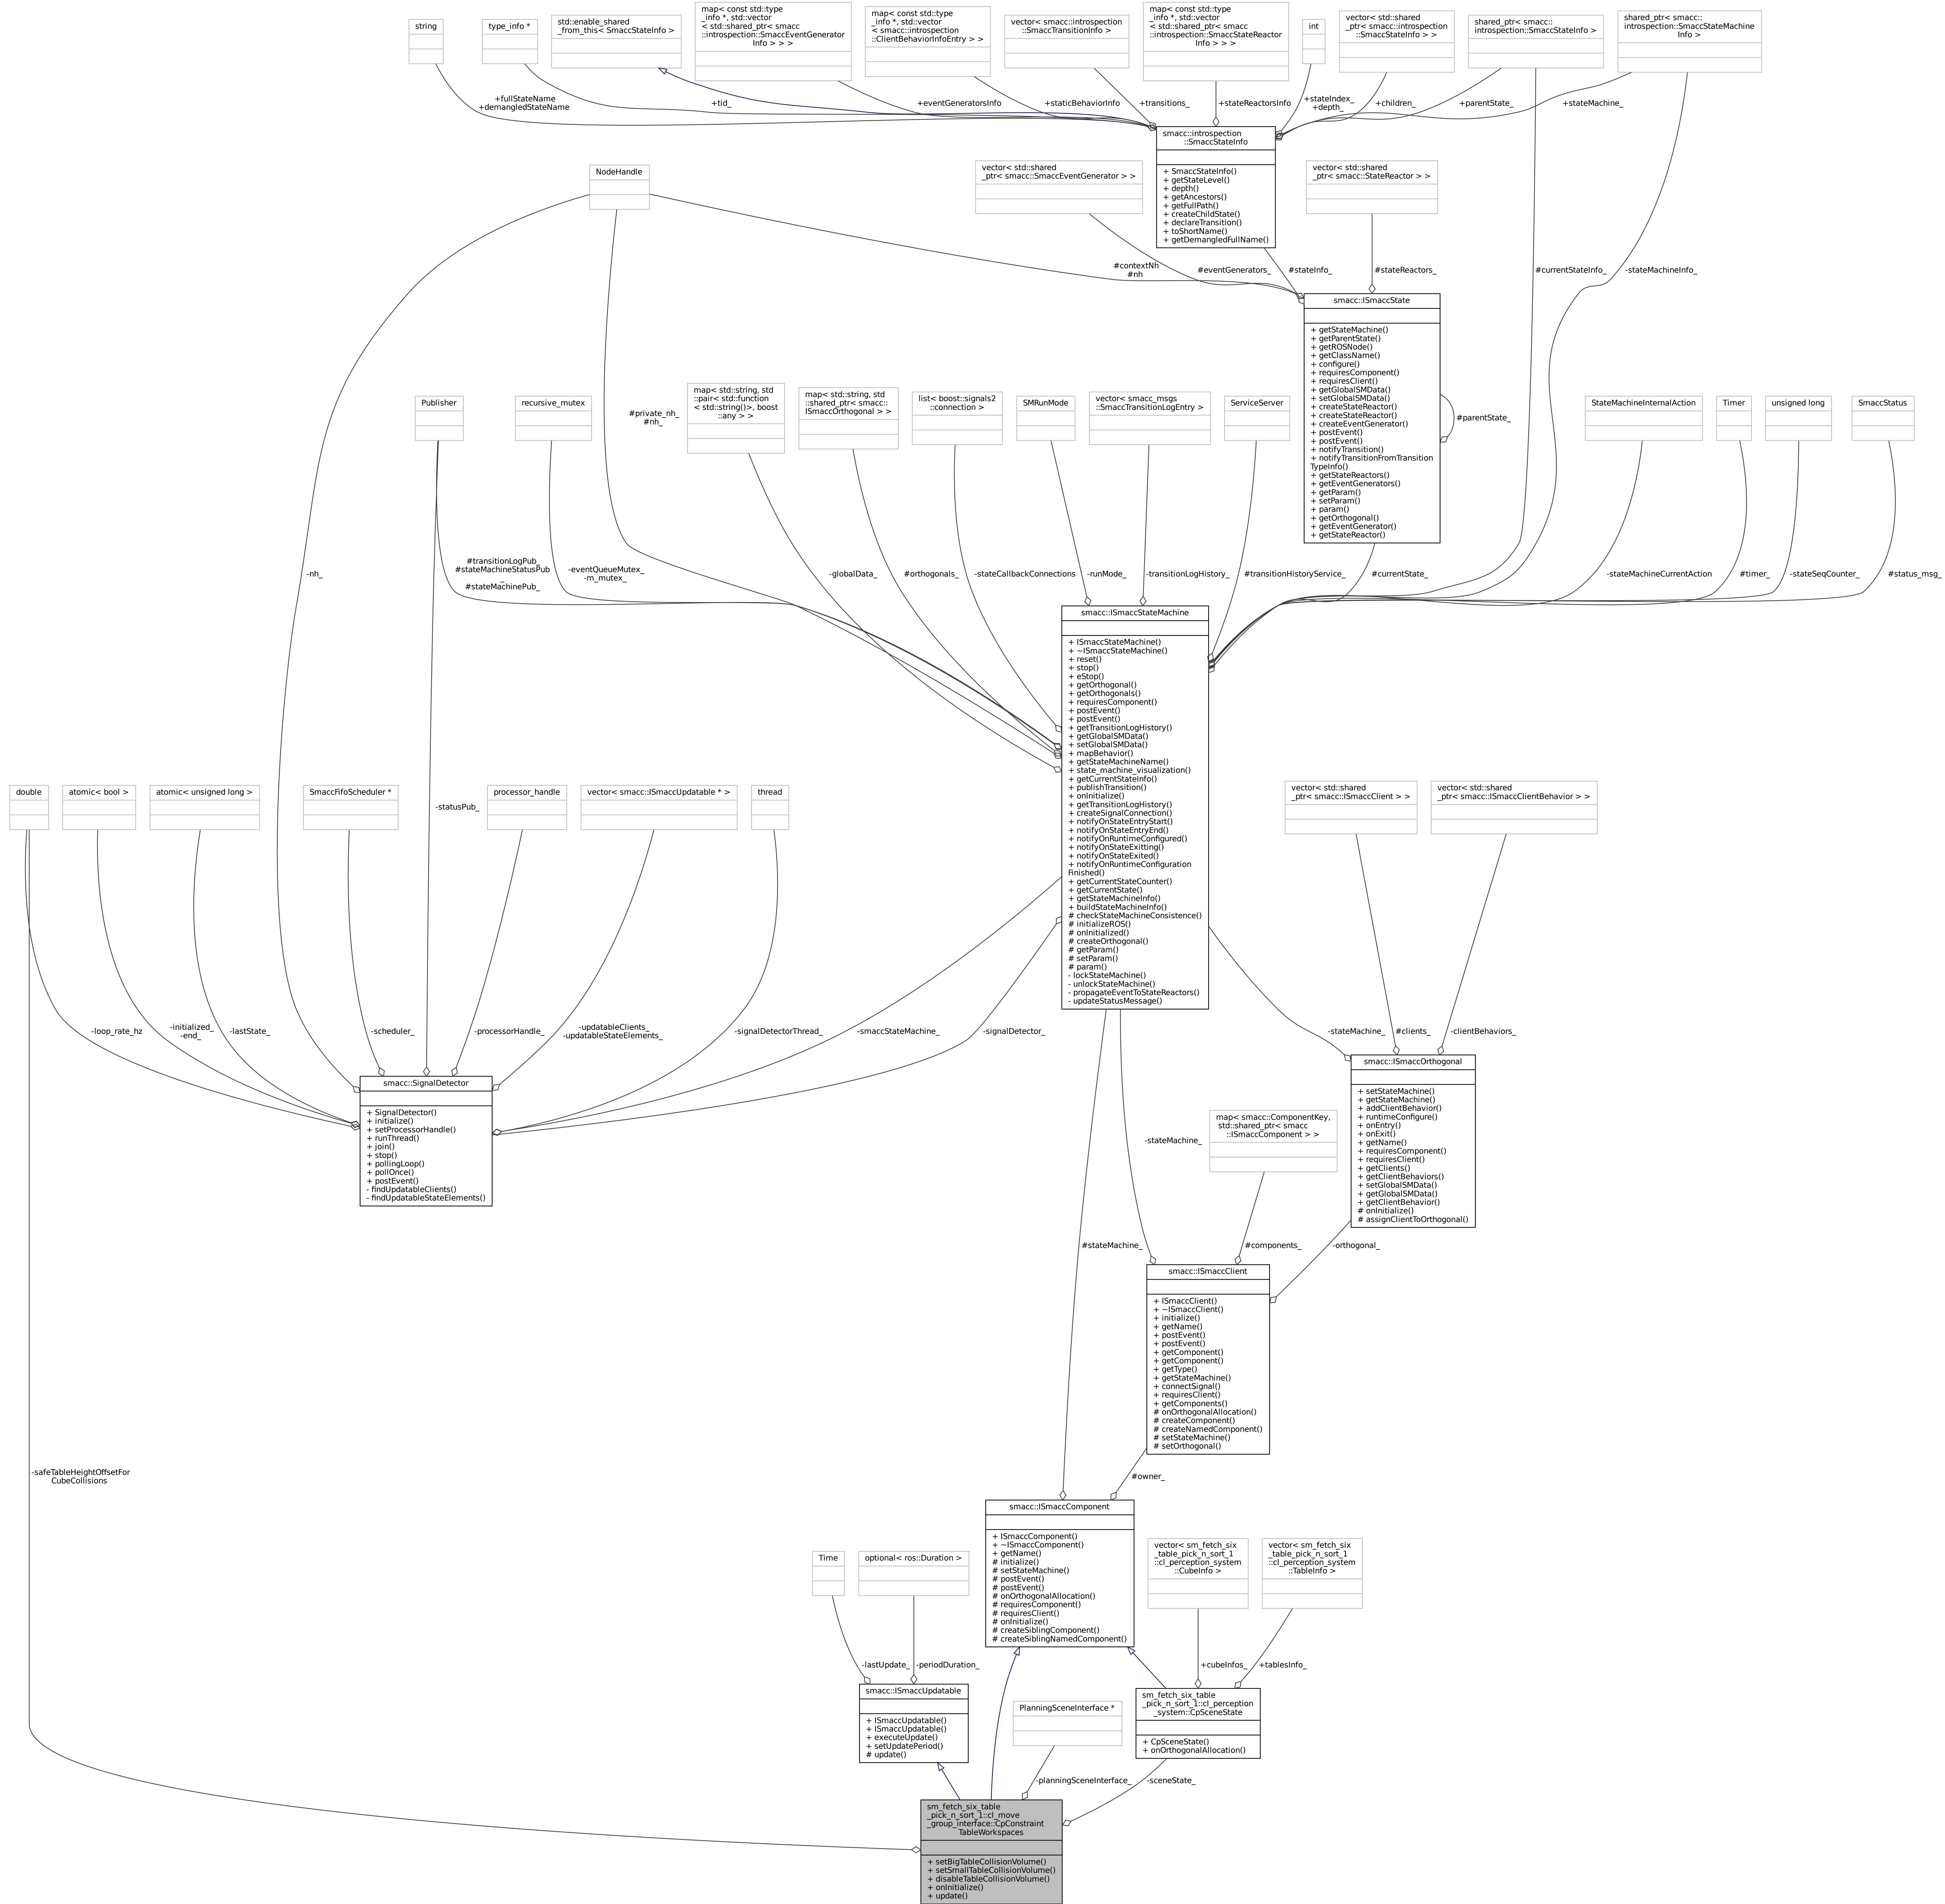 string
type_info *
std::enable_shared
_from_this< SmaccStateInfo >
map< const std::type
_info *, std::vector
< std::shared_ptr< smacc
::introspection::SmaccEventGenerator
Info > > >
map< const std::type
_info *, std::vector
< smacc::introspection
::ClientBehaviorInfoEntry > >
vector< smacc::introspection
::SmaccTransitionInfo >
map< const std::type
_info *, std::vector
< std::shared_ptr< smacc
::introspection::SmaccStateReactor
Info > > >
int
vector< std::shared
_ptr< smacc::introspection
::SmaccStateInfo > >
shared_ptr< smacc::
introspection::SmaccStateInfo >
shared_ptr< smacc::
introspection::SmaccStateMachine
Info >
+fullStateName
+demangledStateName
+tid_
+eventGeneratorsInfo
+staticBehaviorInfo
+transitions_
+stateReactorsInfo
+stateIndex_
+depth_
+children_
+parentState_
+stateMachine_
smacc::introspection
::SmaccStateInfo
+ SmaccStateInfo()
+ getStateLevel()
+ depth()
+ getAncestors()
+ getFullPath()
+ createChildState()
+ declareTransition()
+ toShortName()
+ getDemangledFullName()
NodeHandle
vector< std::shared
_ptr< smacc::SmaccEventGenerator > >
vector< std::shared
_ptr< smacc::StateReactor > >
#contextNh
#nh
#eventGenerators_
#stateInfo_
#stateReactors_
#currentStateInfo_
-stateMachineInfo_
smacc::ISmaccState
+ getStateMachine()
+ getParentState()
+ getROSNode()
+ getClassName()
+ configure()
+ requiresComponent()
+ requiresClient()
+ getGlobalSMData()
+ setGlobalSMData()
+ createStateReactor()
+ createStateReactor()
+ createEventGenerator()
+ postEvent()
+ postEvent()
+ notifyTransition()
+ notifyTransitionFromTransition
TypeInfo()
+ getStateReactors()
+ getEventGenerators()
+ getParam()
+ setParam()
+ param()
+ getOrthogonal()
+ getEventGenerator()
+ getStateReactor()
#parentState_
Publisher
recursive_mutex
#private_nh_
#nh_
map< std::string, std
::pair< std::function
< std::string()>, boost
::any > >
map< std::string, std
::shared_ptr< smacc::
ISmaccOrthogonal > >
list< boost::signals2
::connection >
SMRunMode
vector< smacc_msgs
::SmaccTransitionLogEntry >
ServiceServer
StateMachineInternalAction
Timer
unsigned long
SmaccStatus
-nh_
#transitionLogPub_
#stateMachineStatusPub
_
#stateMachinePub_
-eventQueueMutex_
-m_mutex_
-globalData_
#orthogonals_
-stateCallbackConnections
-runMode_
-transitionLogHistory_
#transitionHistoryService_
#currentState_
-stateMachineCurrentAction
#timer_
-stateSeqCounter_
#status_msg_
smacc::ISmaccStateMachine
+ ISmaccStateMachine()
+ ~ISmaccStateMachine()
+ reset()
+ stop()
+ eStop()
+ getOrthogonal()
+ getOrthogonals()
+ requiresComponent()
+ postEvent()
+ postEvent()
+ getTransitionLogHistory()
+ getGlobalSMData()
+ setGlobalSMData()
+ mapBehavior()
+ getStateMachineName()
+ state_machine_visualization()
+ getCurrentStateInfo()
+ publishTransition()
+ onInitialize()
+ getTransitionLogHistory()
+ createSignalConnection()
+ notifyOnStateEntryStart()
+ notifyOnStateEntryEnd()
+ notifyOnRuntimeConfigured()
+ notifyOnStateExitting()
+ notifyOnStateExited()
+ notifyOnRuntimeConfiguration
Finished()
+ getCurrentStateCounter()
+ getCurrentState()
+ getStateMachineInfo()
+ buildStateMachineInfo()
# checkStateMachineConsistence()
# initializeROS()
# onInitialized()
# createOrthogonal()
# getParam()
# setParam()
# param()
- lockStateMachine()
- unlockStateMachine()
- propagateEventToStateReactors()
- updateStatusMessage()
double
atomic< bool >
atomic< unsigned long >
SmaccFifoScheduler *
-statusPub_
processor_handle
vector< smacc::ISmaccUpdatable * >
thread
vector< std::shared
_ptr< smacc::ISmaccClient > >
vector< std::shared
_ptr< smacc::ISmaccClientBehavior > >
-loop_rate_hz
-initialized_
-end_
-lastState_
-scheduler_
-processorHandle_
-updatableClients_
-updatableStateElements_
-signalDetectorThread_
-smaccStateMachine_
-signalDetector_
-stateMachine_
#clients_
-clientBehaviors_
smacc::SignalDetector
+ SignalDetector()
+ initialize()
+ setProcessorHandle()
+ runThread()
+ join()
+ stop()
+ pollingLoop()
+ pollOnce()
+ postEvent()
- findUpdatableClients()
- findUpdatableStateElements()
smacc::ISmaccOrthogonal
+ setStateMachine()
+ getStateMachine()
+ addClientBehavior()
+ runtimeConfigure()
+ onEntry()
+ onExit()
+ getName()
+ requiresComponent()
+ requiresClient()
+ getClients()
+ getClientBehaviors()
+ setGlobalSMData()
+ getGlobalSMData()
+ getClientBehavior()
# onInitialize()
# assignClientToOrthogonal()
map< smacc::ComponentKey,
std::shared_ptr< smacc
::ISmaccComponent > >
-stateMachine_
#stateMachine_
#components_
-orthogonal_
smacc::ISmaccClient
+ ISmaccClient()
+ ~ISmaccClient()
+ initialize()
+ getName()
+ postEvent()
+ postEvent()
+ getComponent()
+ getComponent()
+ getType()
+ getStateMachine()
+ connectSignal()
+ requiresClient()
+ getComponents()
# onOrthogonalAllocation()
# createComponent()
# createNamedComponent()
# setStateMachine()
# setOrthogonal()
-safeTableHeightOffsetFor
CubeCollisions
#owner_
smacc::ISmaccComponent
+ ISmaccComponent()
+ ~ISmaccComponent()
+ getName()
# initialize()
# setStateMachine()
# postEvent()
# postEvent()
# onOrthogonalAllocation()
# requiresComponent()
# requiresClient()
# onInitialize()
# createSiblingComponent()
# createSiblingNamedComponent()
Time
optional< ros::Duration >
vector< sm_fetch_six
_table_pick_n_sort_1
::cl_perception_system
::CubeInfo >
vector< sm_fetch_six
_table_pick_n_sort_1
::cl_perception_system
::TableInfo >
-lastUpdate_
-periodDuration_
+cubeInfos_
+tablesInfo_
smacc::ISmaccUpdatable
+ ISmaccUpdatable()
+ ISmaccUpdatable()
+ executeUpdate()
+ setUpdatePeriod()
# update()
PlanningSceneInterface *
sm_fetch_six_table
_pick_n_sort_1::cl_perception
_system::CpSceneState
+ CpSceneState()
+ onOrthogonalAllocation()
-planningSceneInterface_
-sceneState_
sm_fetch_six_table
_pick_n_sort_1::cl_move
_group_interface::CpConstraint
TableWorkspaces
+ setBigTableCollisionVolume()
+ setSmallTableCollisionVolume()
+ disableTableCollisionVolume()
+ onInitialize()
+ update()